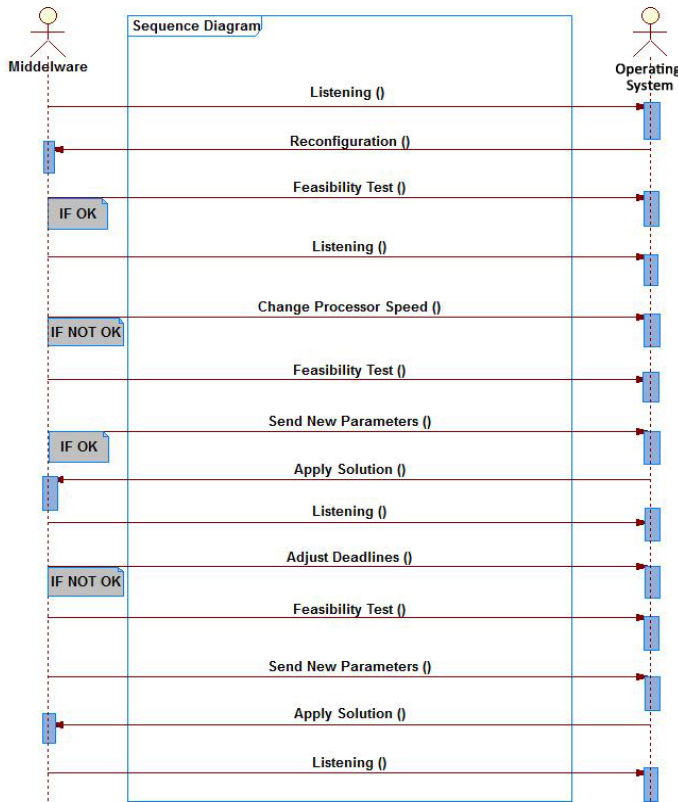 Sequence Diagram
Middelware
Operating
System
Listening ()
Reconfiguration ()
Feasibility Test ()
IF OK
Listening ()
Change Processor Speed ()
IF NOT OK
Feasibility Test ()
Send New Parameters ()
IF OK
Apply Solution ()
Listening ()
Adjust Deadlines ()
IF NOT OK
Feasibility Test ()
Send New Parameters ()
Apply Solution ()
Listening ()